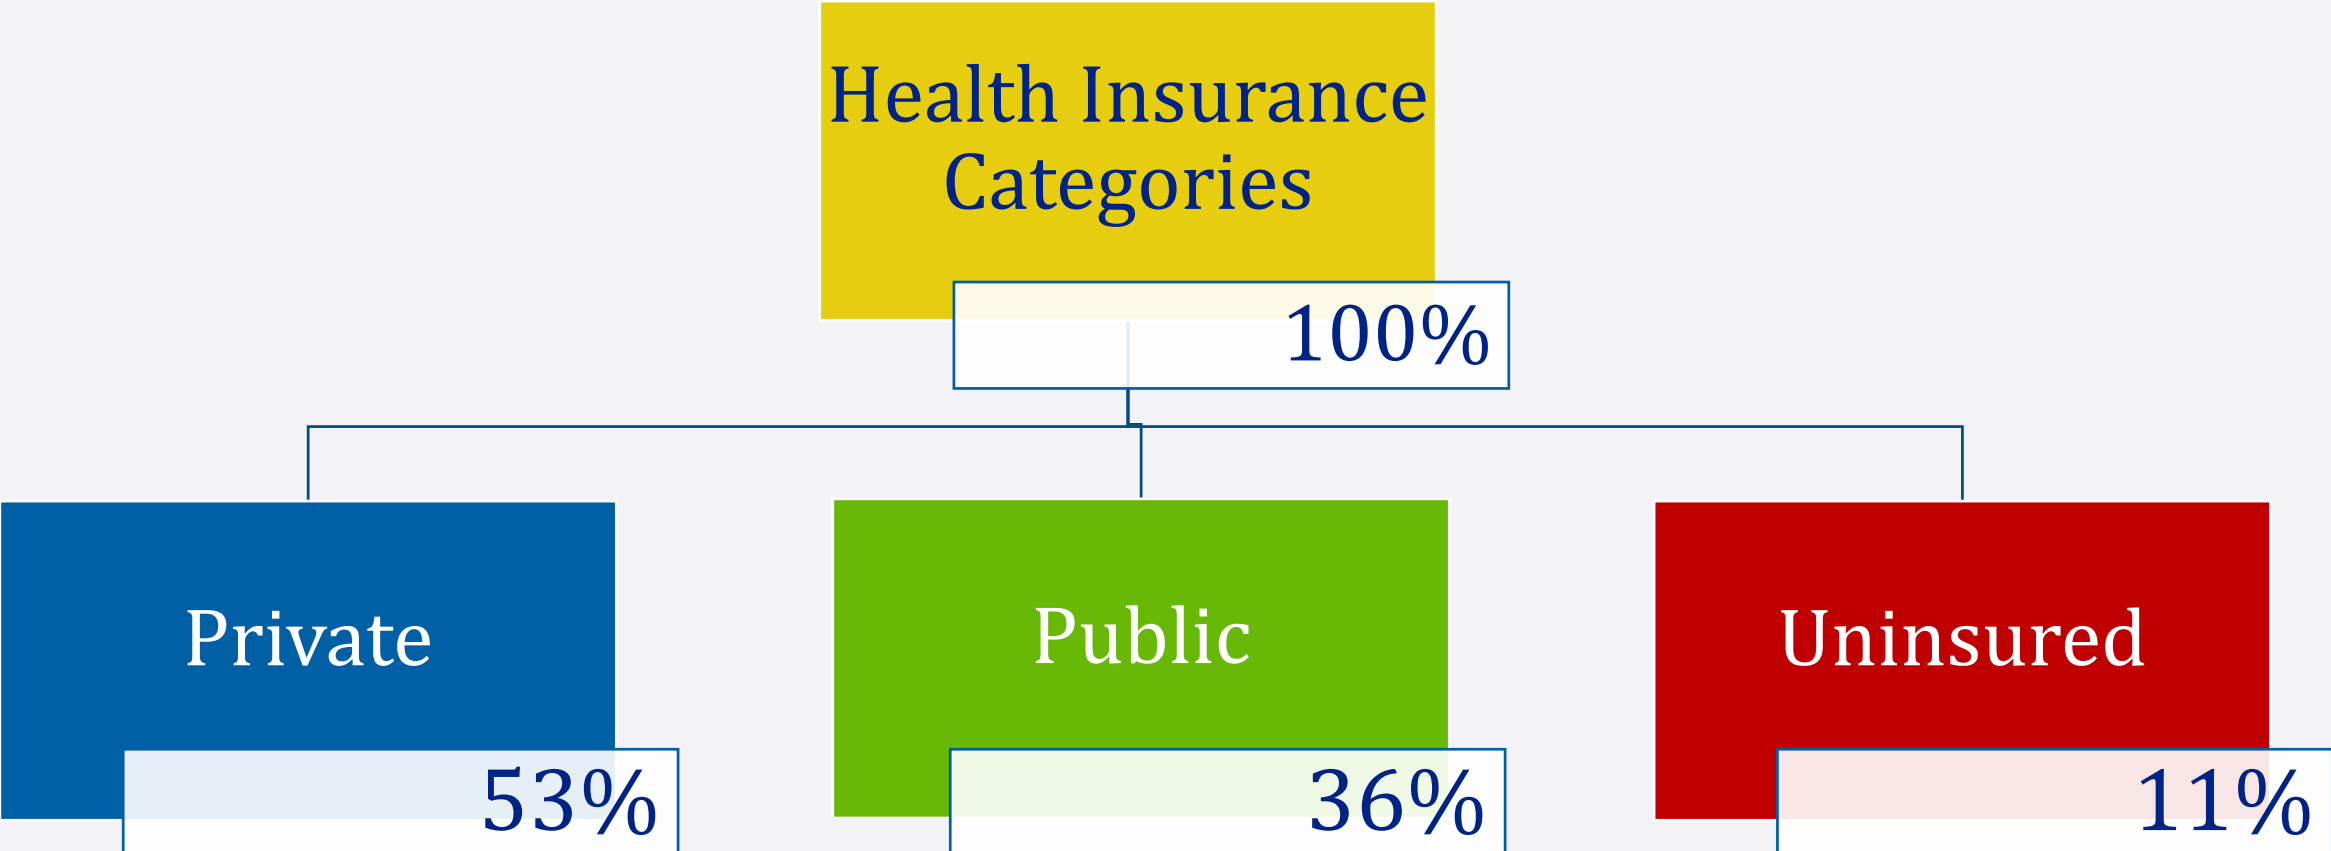 Health Insurance
Categories
100%
Private
Public
Uninsured
53%
36%
11%